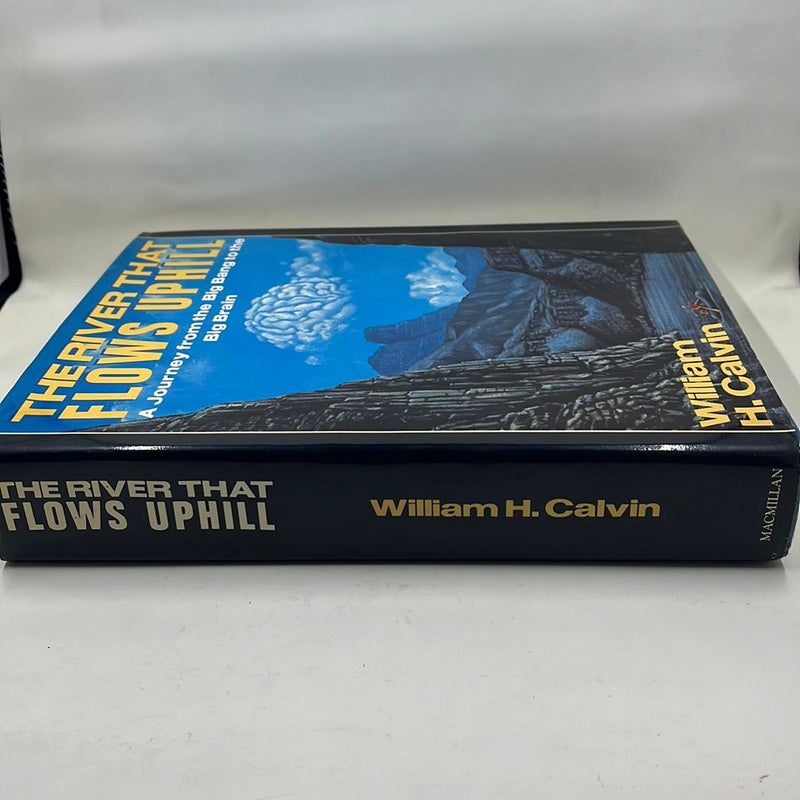 THE RIVER THAT
FLOWS UPHILL
A Journey from the Big Bang to the
Big Brain
William
H. Calvin
THE RIVER THAT
FLOWS UPHILL
William H. Calvin
MACMILLAN